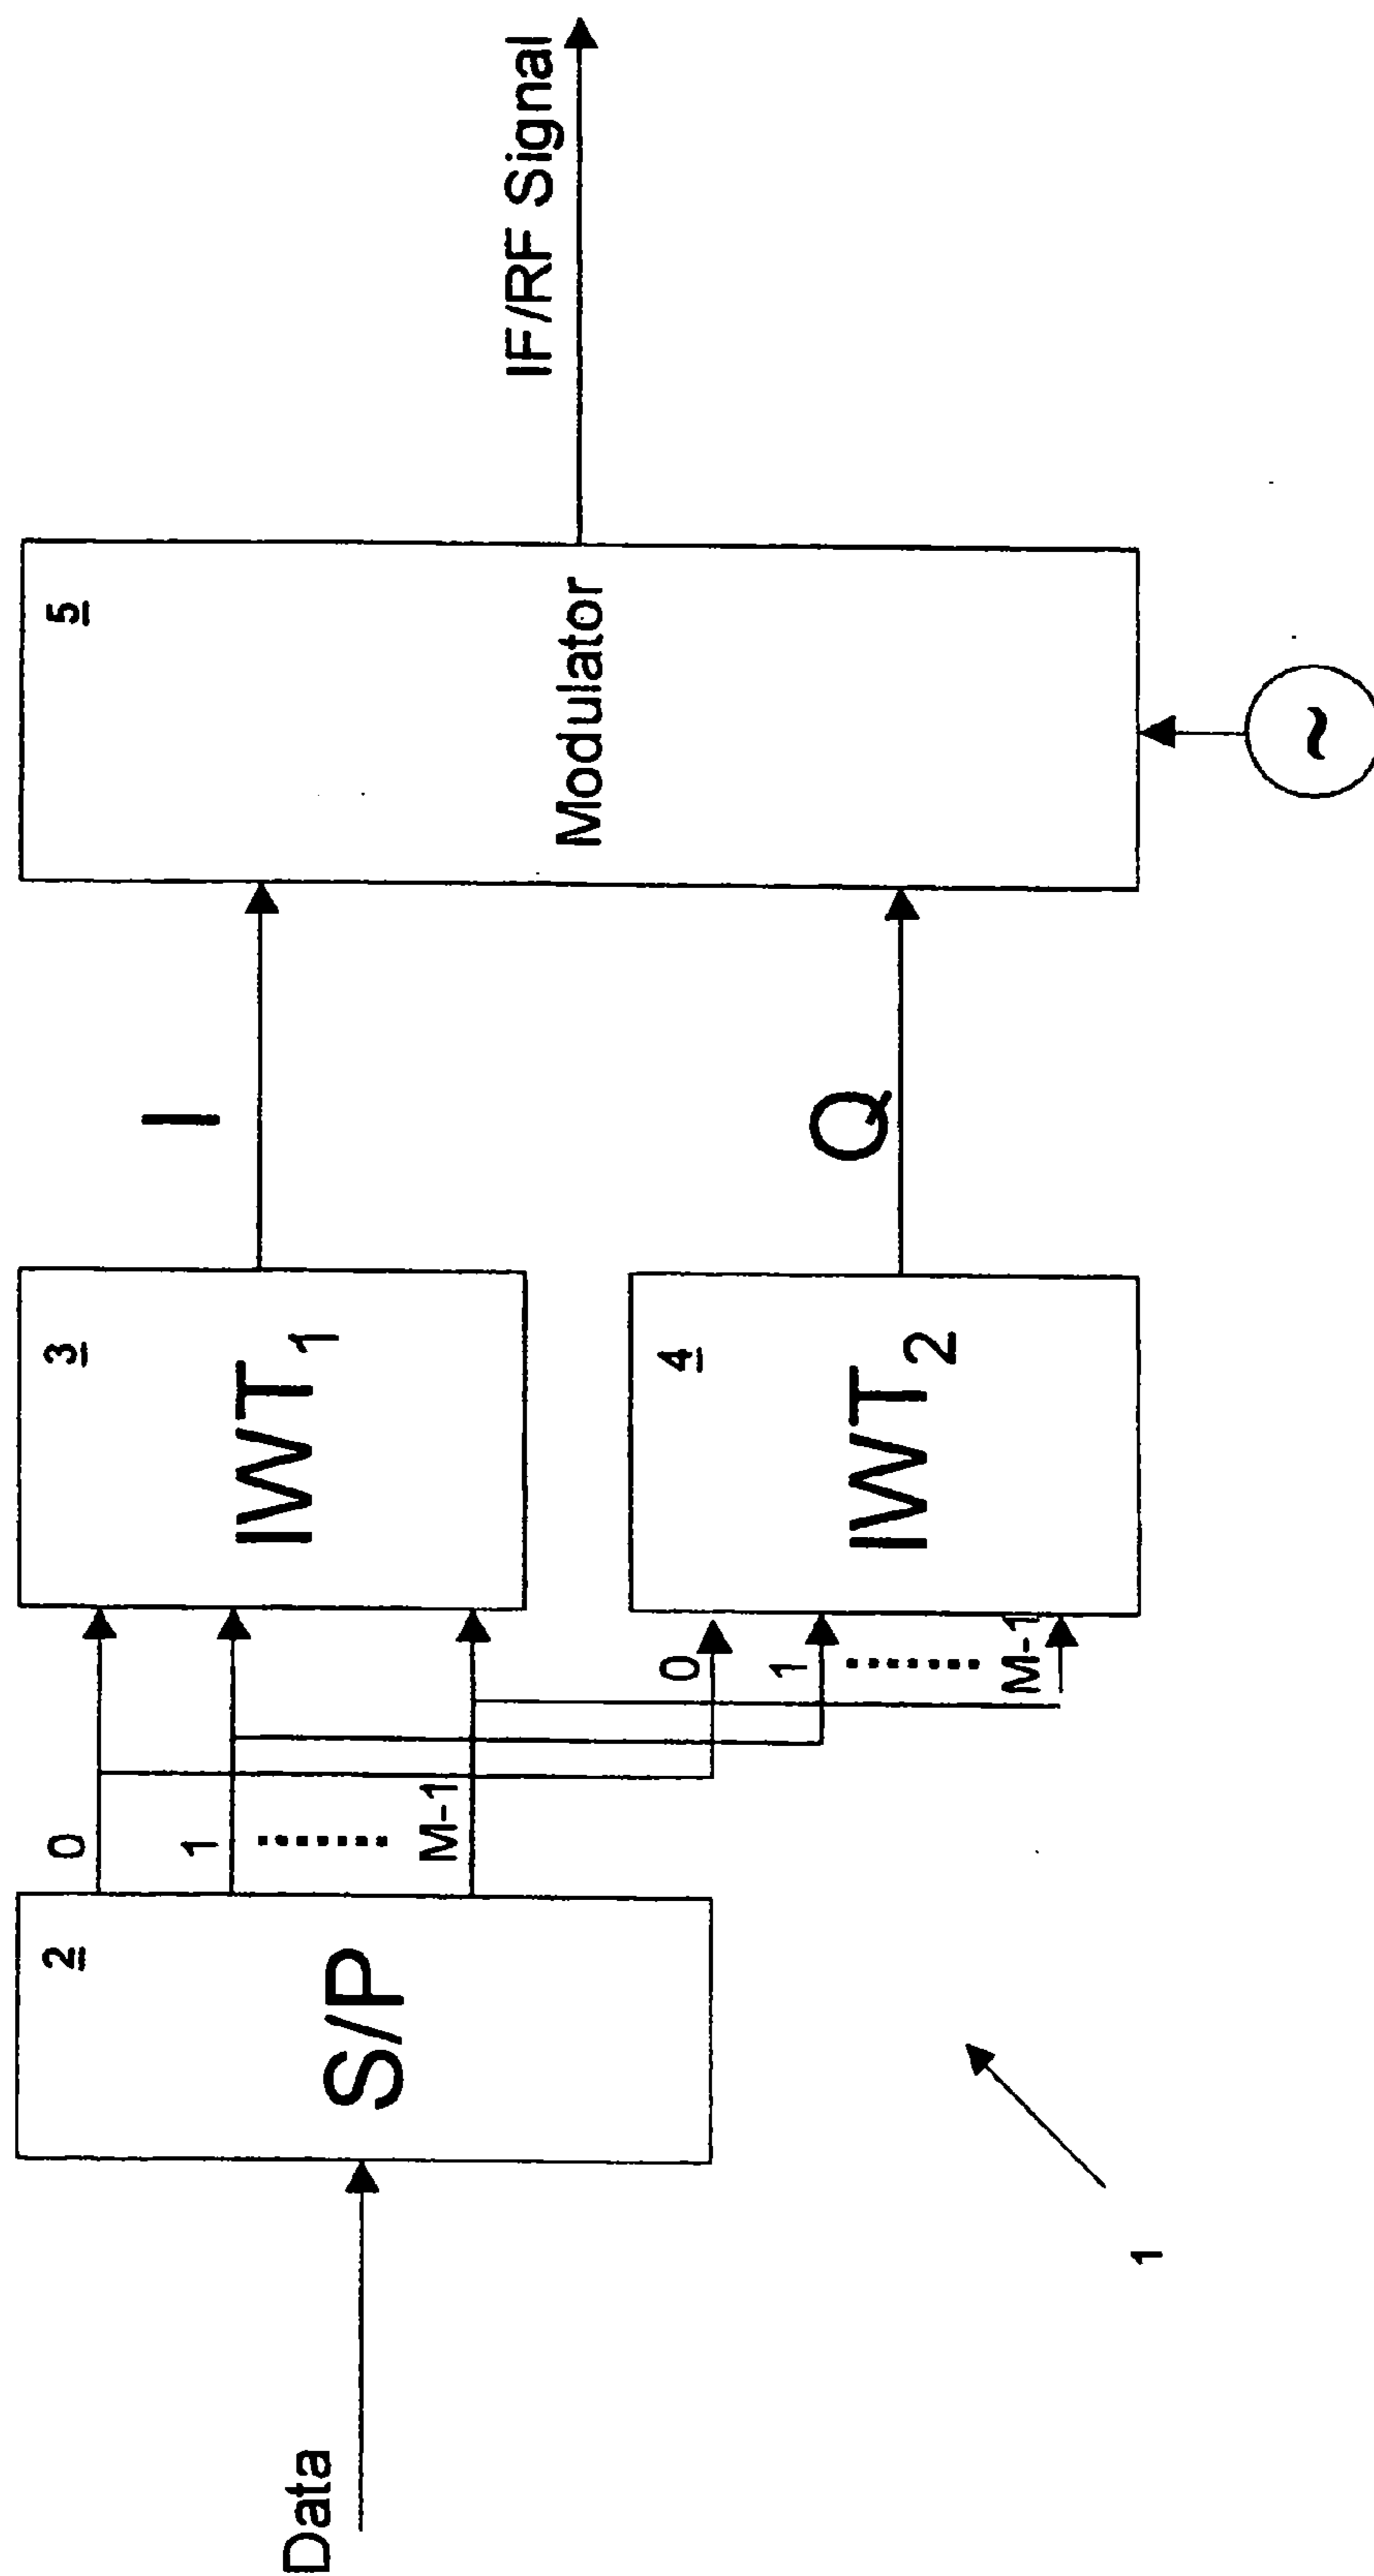 Data
2
S/P
0
1
M-1
0
1
M-1
3
IWT1
4
IWT2
I
Q
5
Modulator
~
IF/RF Signal
1